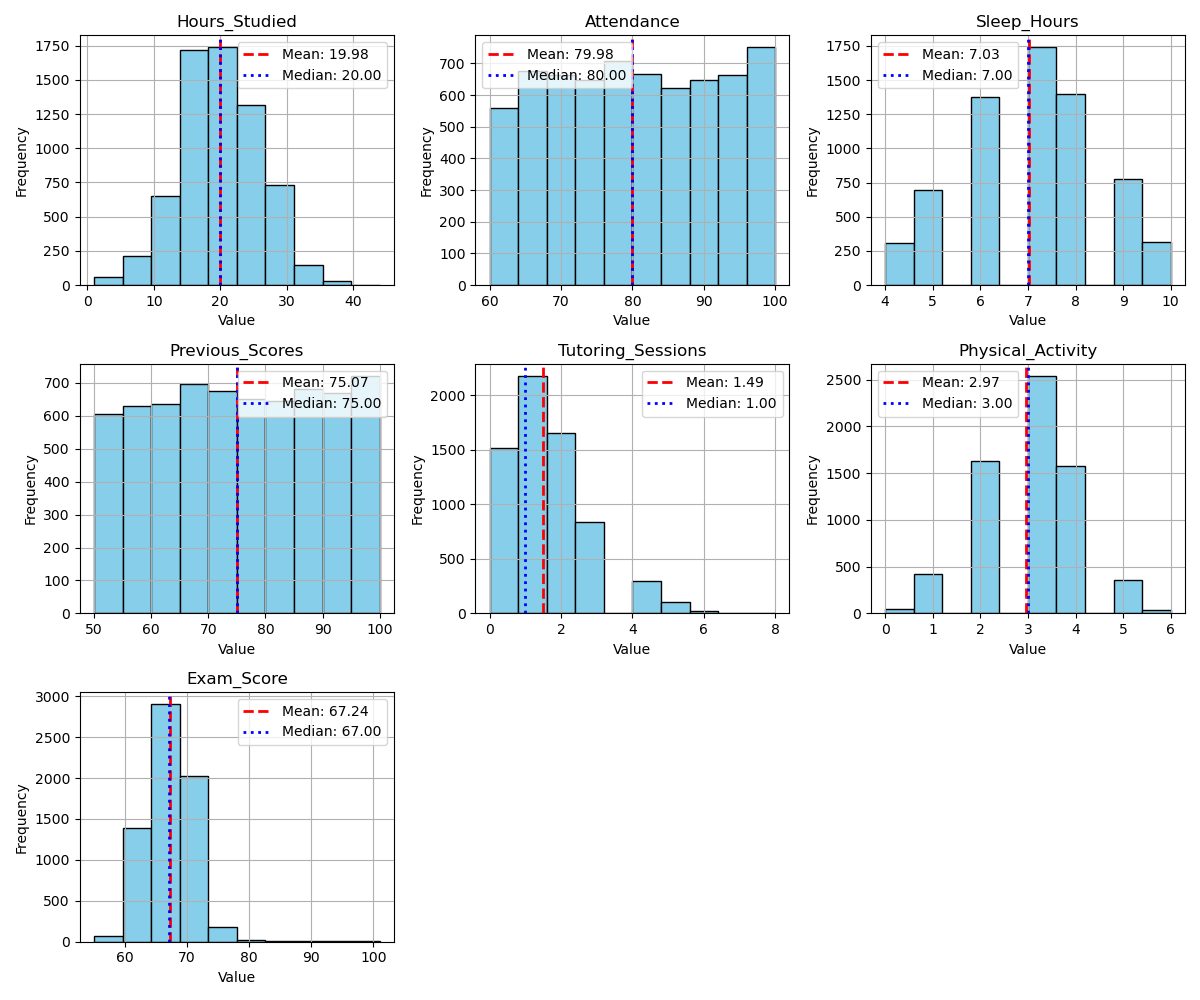 Hours_Studied
Frequency
1750
1500
1250
1000
750
500
250
0
Mean: 19.98
Median: 20.00
0 10 20 30 40
Value
Attendance
Frequency
700
600
500
400
300
200
100
0
Mean: 79.98
Median: 80.00
60 70 80 90 100
Value
Sleep_Hours
Frequency
1750
1500
1250
1000
750
500
250
0
Mean: 7.03
Median: 7.00
4 5 6 7 8 9 10
Value
Previous_Scores
Frequency
700
600
500
400
300
200
100
0
Mean: 75.07
Median: 75.00
50 60 70 80 90 100
Value
Tutoring_Sessions
Frequency
2000
1500
1000
500
0
Mean: 1.49
Median: 1.00
0 2 4 6 8
Value
Physical_Activity
Frequency
2500
2000
1500
1000
500
0
Mean: 2.97
Median: 3.00
0 1 2 3 4 5 6
Value
Exam_Score
Frequency
3000
2500
2000
1500
1000
500
0
Mean: 67.24
Median: 67.00
60 70 80 90 100
Value